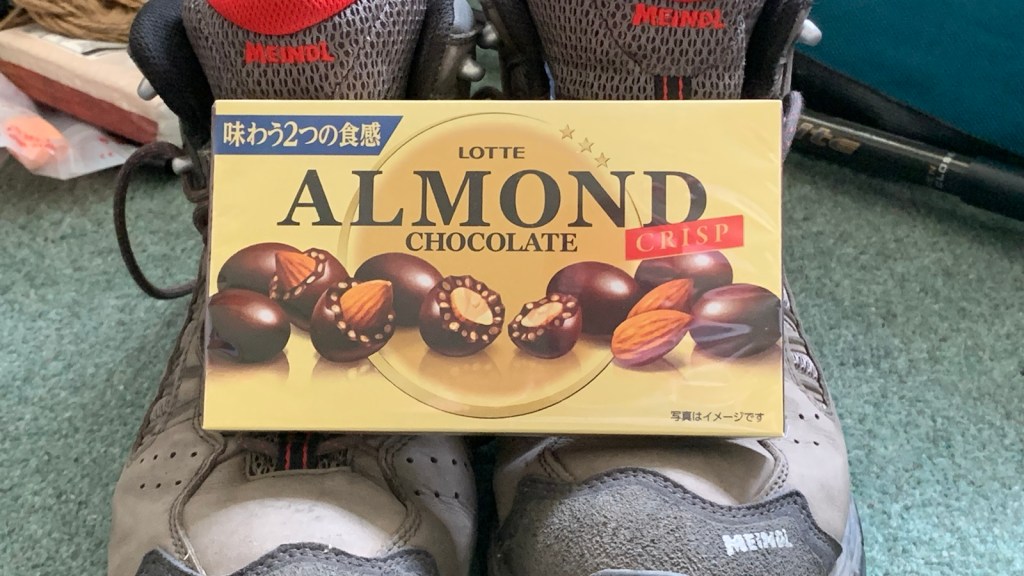 MEINDL
MEINDL
味わう2つの食感
LOTTE
ALMOND
CHOCOLATE
CRISP
写真はイメージです
MEINDL